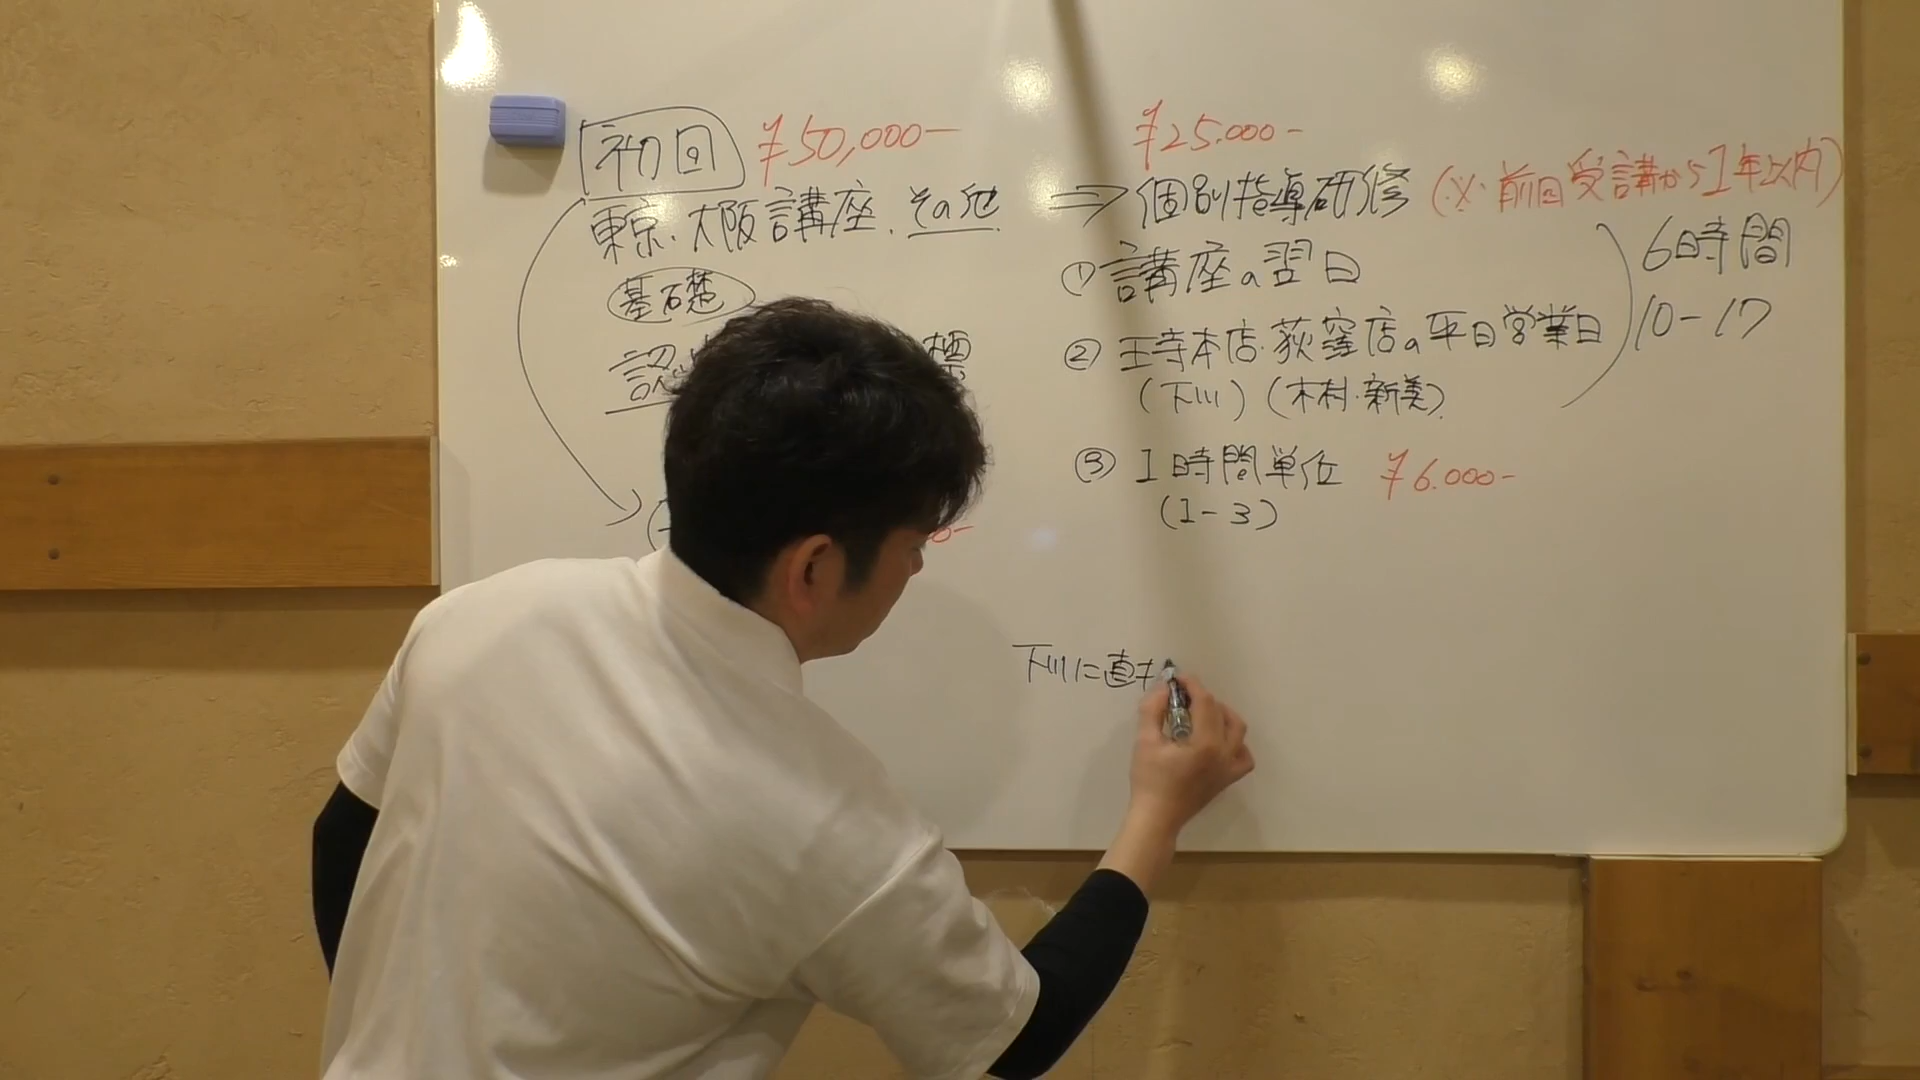 初回 ¥50,000-
東京・大阪講座、その他
基礎
認
標
¥25.000-
⇒個別指導研修 (※前回受講から1年以内)
① 講座の翌日
② 王寺本店・荻窪店の平日営業日
(下川) (木村・新美)
6時間
10-17
③ 1時間単位 ¥6.000-
(1-3)
下川に直